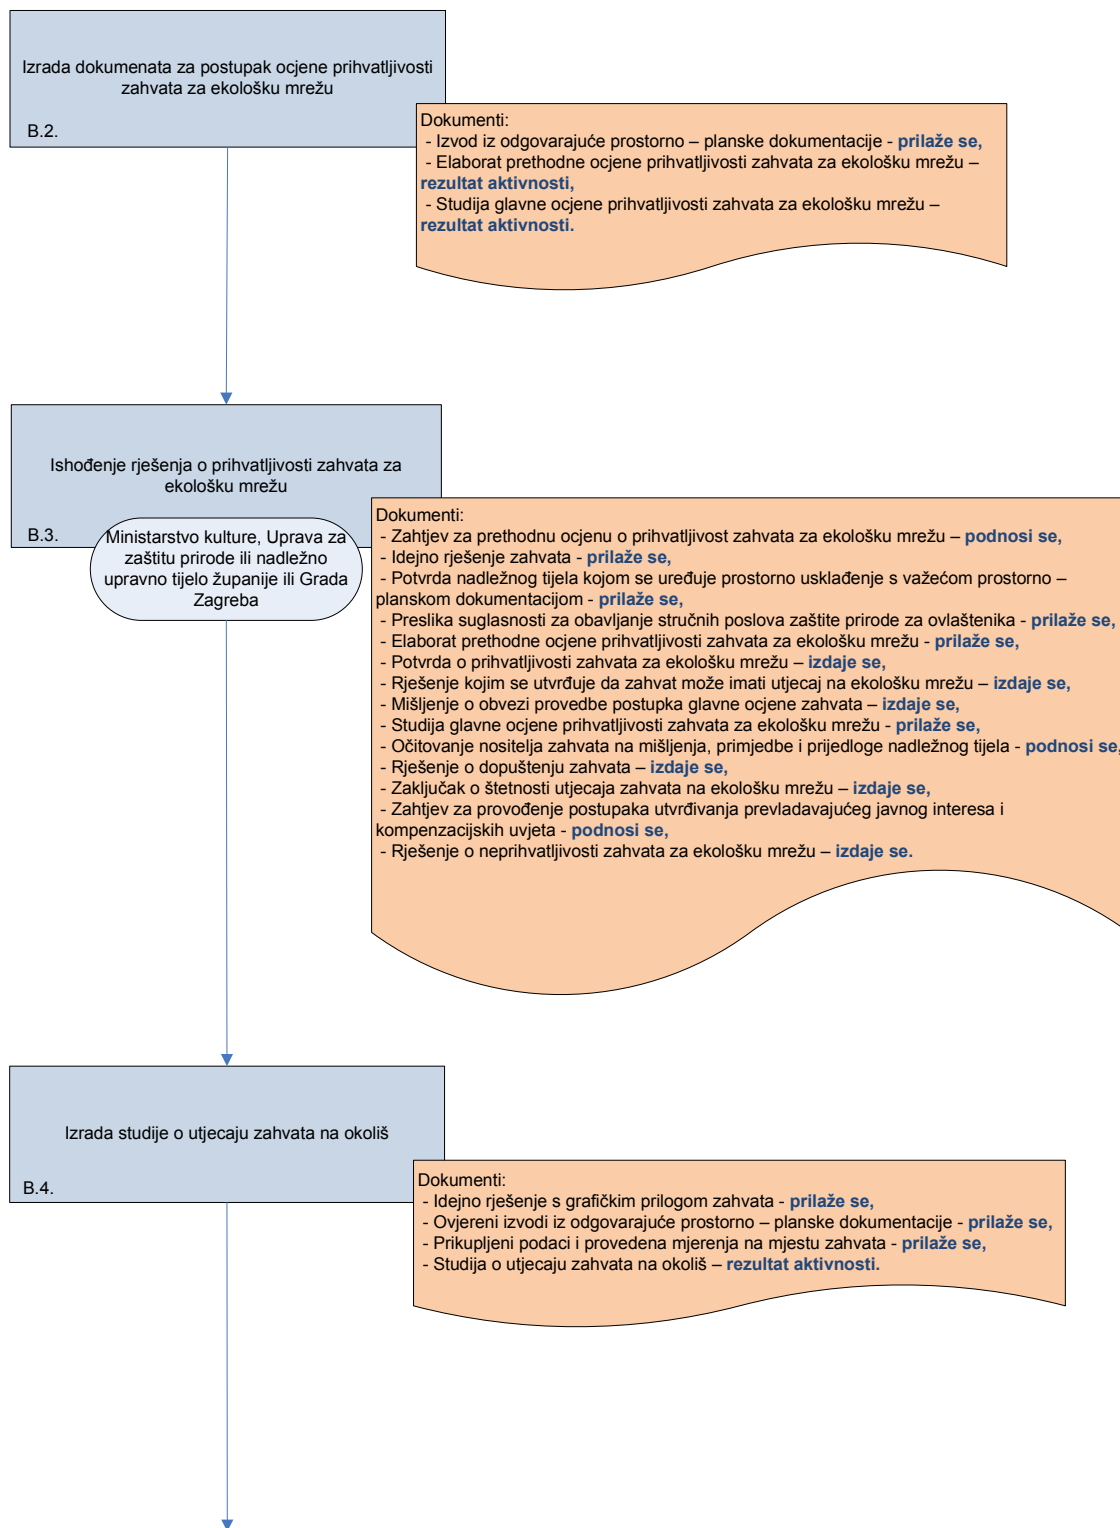 Izrada dokumenata za postupak ocjene prihvatljivosti
zahvata za ekološku mrežu
B.2.
Dokumenti:
- Izvod iz odgovarajuće prostorno – planske dokumentacije - prilaže se,
- Elaborat prethodne ocjene prihvatljivosti zahvata za ekološku mrežu –
rezultat aktivnosti,
- Studija glavne ocjene prihvatljivosti zahvata za ekološku mrežu –
rezultat aktivnosti.
Ishođenje rješenja o prihvatljivosti zahvata za
ekološku mrežu
B.3.
Ministarstvo kulture, Uprava za
zaštitu prirode ili nadležno
upravno tijelo županije ili Grada
Zagreba
Dokumenti:
- Zahtjev za prethodnu ocjenu o prihvatljivost zahvata za ekološku mrežu – podnosi se,
- Idejno rješenje zahvata - prilaže se,
- Potvrda nadležnog tijela kojom se uređuje prostorno usklađenje s važećom prostorno –
planskom dokumentacijom - prilaže se,
- Preslika suglasnosti za obavljanje stručnih poslova zaštite prirode za ovlaštenika - prilaže se,
- Elaborat prethodne ocjene prihvatljivosti zahvata za ekološku mrežu - prilaže se,
- Potvrda o prihvatljivosti zahvata za ekološku mrežu – izdaje se,
- Rješenje kojim se utvrđuje da zahvat može imati utjecaj na ekološku mrežu – izdaje se,
- Mišljenje o obvezi provedbe postupka glavne ocjene zahvata – izdaje se,
- Studija glavne ocjene prihvatljivosti zahvata za ekološku mrežu - prilaže se,
- Očitovanje nositelja zahvata na mišljenja, primjedbe i prijedloge nadležnog tijela - podnosi se,
- Rješenje o dopuštenju zahvata – izdaje se,
- Zaključak o štetnosti utjecaja zahvata na ekološku mrežu – izdaje se,
- Zahtjev za provođenje postupaka utvrđivanja prevladavajućeg javnog interesa i
kompenzacijskih uvjeta - podnosi se,
- Rješenje o neprihvatljivosti zahvata za ekološku mrežu – izdaje se.
Izrada studije o utjecaju zahvata na okoliš
B.4.
Dokumenti:
- Idejno rješenje s grafičkim prilogom zahvata - prilaže se,
- Ovjereni izvodi iz odgovarajuće prostorno – planske dokumentacije - prilaže se,
- Prikupljeni podaci i provedena mjerenja na mjestu zahvata - prilaže se,
- Studija o utjecaju zahvata na okoliš – rezultat aktivnosti.